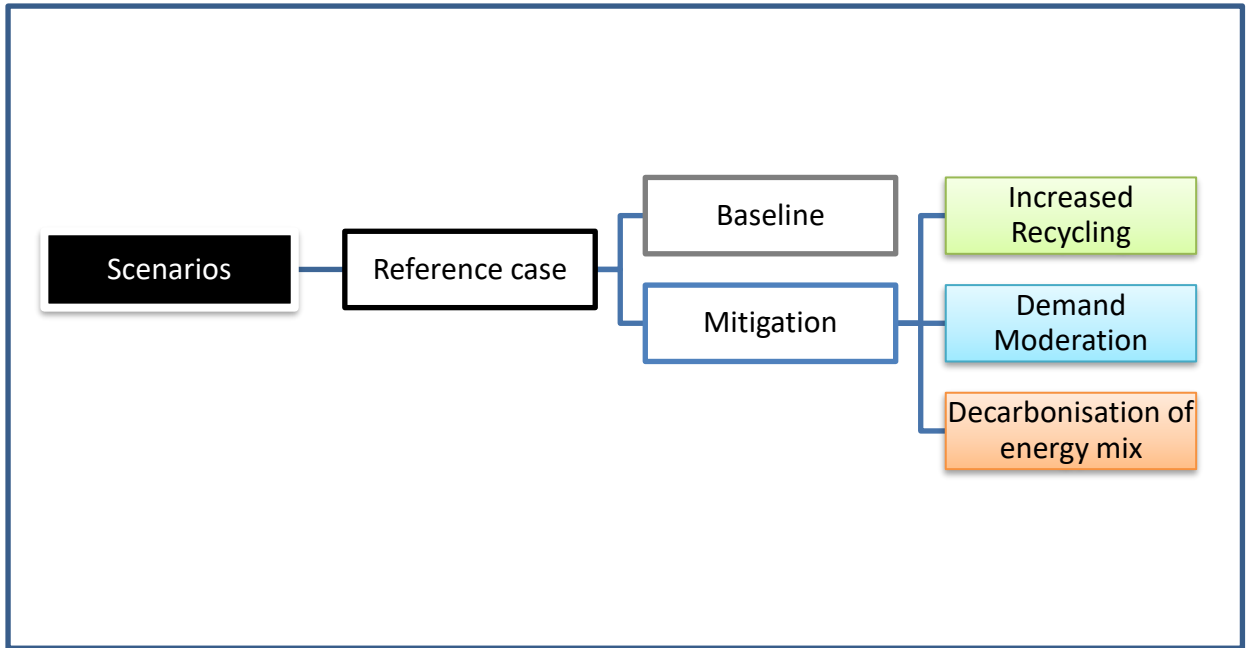 Scenarios
Reference case
Baseline
Mitigation
Increased
Recycling
Demand
Moderation
Decarbonisation of
energy mix